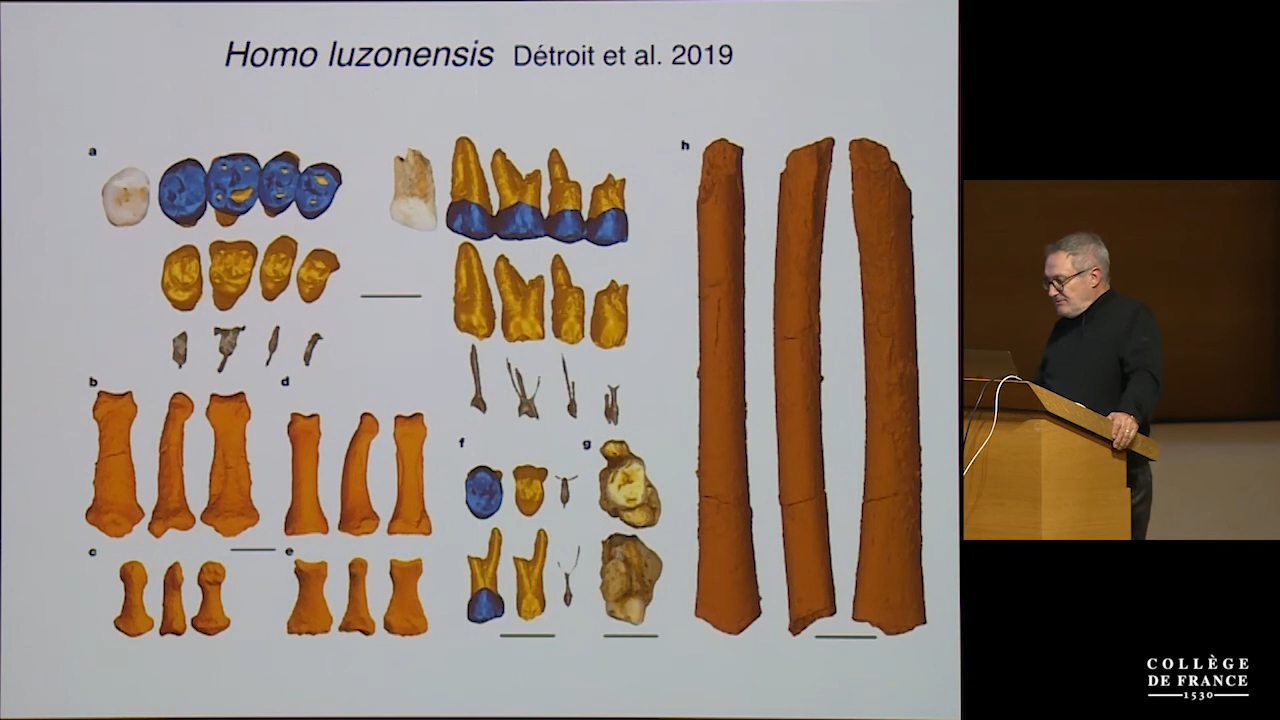 Homo luzonensis Détroit et al. 2019
a
h
b
d
f
g
c
e
COLLÈGE
DE FRANCE
1530